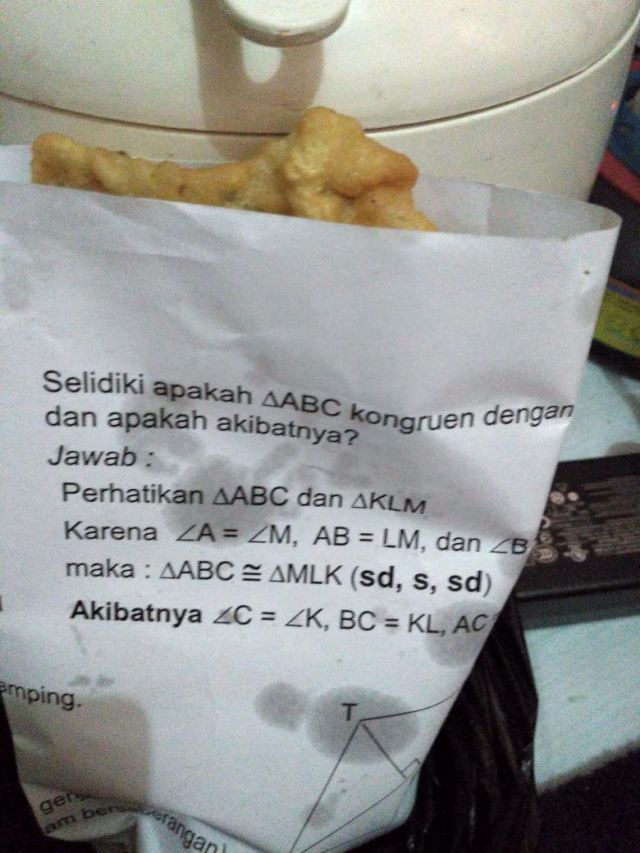 Selidiki apakah ΔABC kongruen dengan
dan apakah akibatnya?
Jawab :
Perhatikan ΔABC dan ΔKLM
Karena ∠A = ∠M, AB = LM, dan ∠B
maka : ΔABC ≅ ΔMLK (sd, s, sd)
Akibatnya ∠C = ∠K, BC = KL, AC
amping.
T